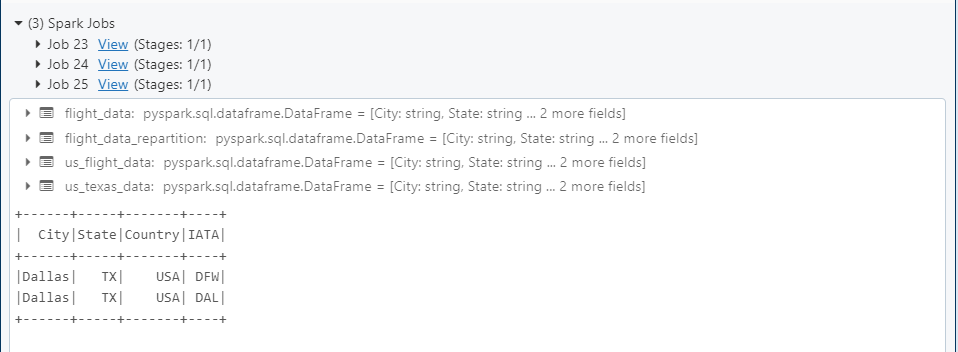 (3) Spark Jobs
Job 23 View (Stages: 1/1)
Job 24 View (Stages: 1/1)
Job 25 View (Stages: 1/1)
flight_data: pyspark.sql.dataframe.DataFrame = [City: string, State: string ... 2 more fields]
flight_data_repartition: pyspark.sql.dataframe.DataFrame = [City: string, State: string ... 2 more fields]
us_flight_data: pyspark.sql.dataframe.DataFrame = [City: string, State: string ... 2 more fields]
us_texas_data: pyspark.sql.dataframe.DataFrame = [City: string, State: string ... 2 more fields]
+------+-----+-------+----+
|  City|State|Country|IATA|
+------+-----+-------+----+
|Dallas|   TX|    USA| DFW|
|Dallas|   TX|    USA| DAL|
+------+-----+-------+----+